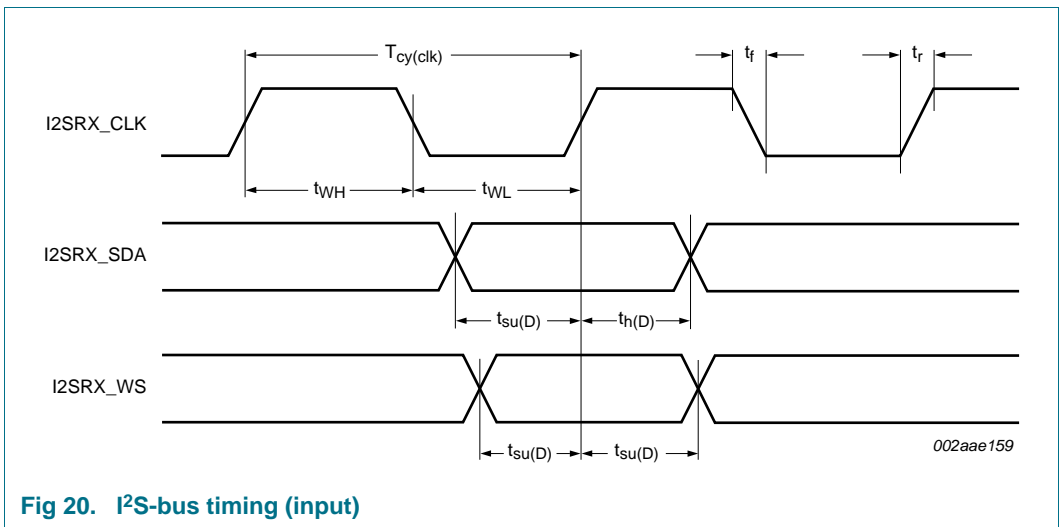 Tcy(clk)
tf
tr
I2SRX_CLK
tWH
tWL
I2SRX_SDA
tsu(D)
th(D)
I2SRX_WS
tsu(D)
tsu(D)
002aae159
Fig 20. I²S-bus timing (input)